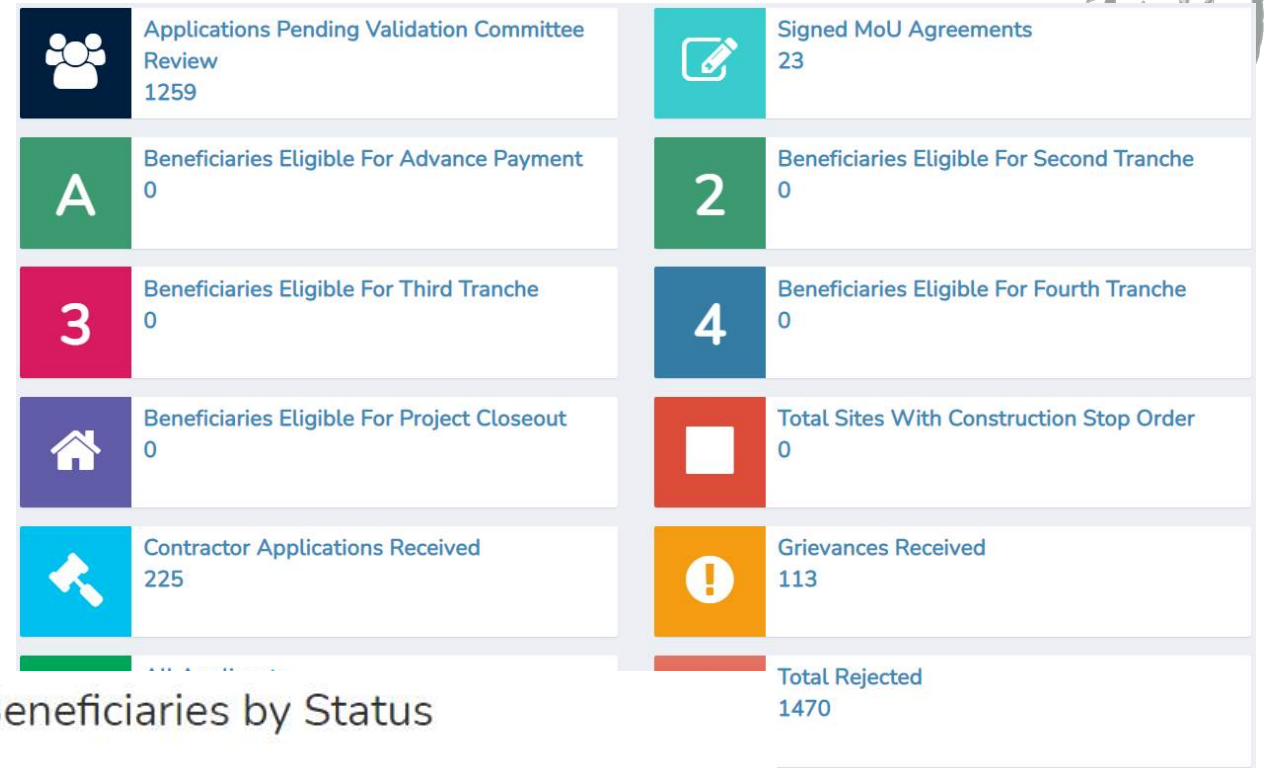 Applications Pending Validation Committee
Review
1259
Signed MoU Agreements
23
A
Beneficiaries Eligible For Advance Payment
0
2
Beneficiaries Eligible For Second Tranche
0
3
Beneficiaries Eligible For Third Tranche
0
4
Beneficiaries Eligible For Fourth Tranche
0
Beneficiaries Eligible For Project Closeout
0
Total Sites With Construction Stop Order
0
Contractor Applications Received
225
Grievances Received
113
Total Rejected
1470
eneficiaries by Status